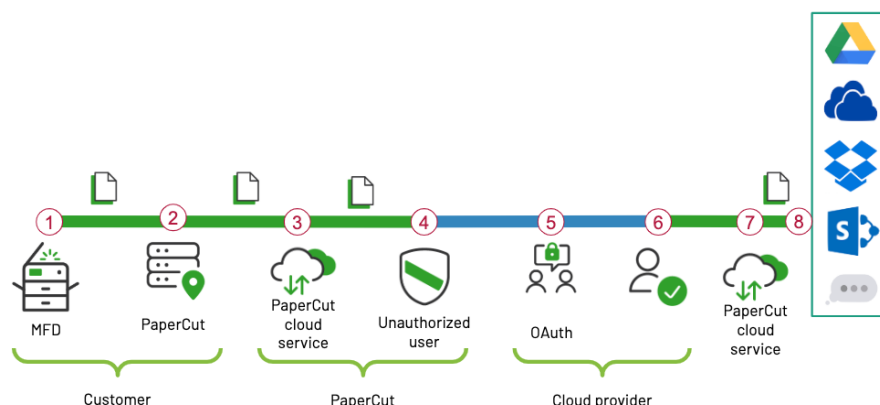 1
2
3
4
5
6
7
8
MFD
PaperCut
PaperCut
cloud
service
Unauthorized
user
OAuth
PaperCut
cloud
service
S
Customer
PaperCut
Cloud provider